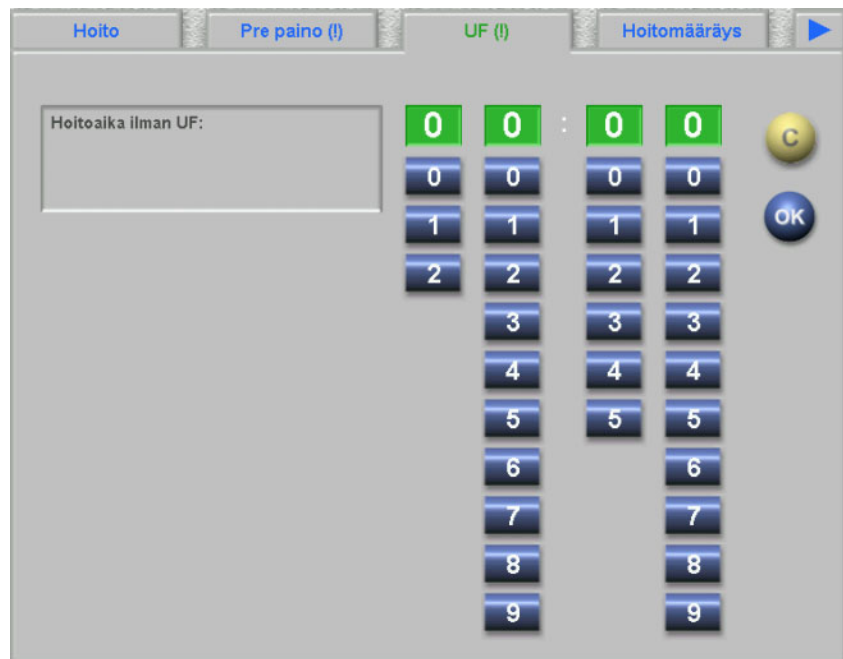 Hoito Pre paino (!) UF (!) Hoitomääräys
Hoitoaika ilman UF: 0 0 : 0 0 C
0 0 0 0
1 1 1 1 OK
2 2 2 2
3 3 3
4 4 4
5 5 5
6 6
7 7
8 8
9 9